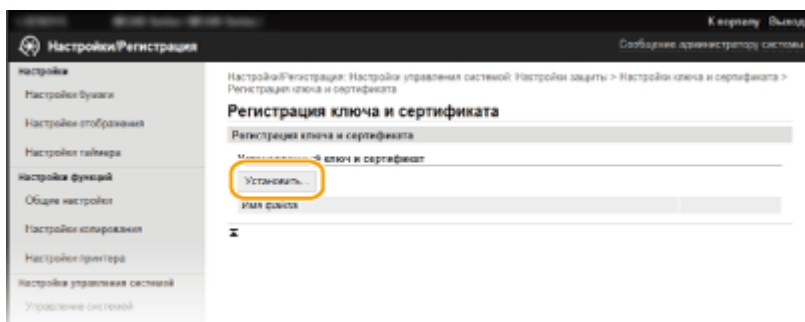 К порталу Выход
Настройки/Регистрация
Сообщение администратору системы
Настройка
Настройки бумаги
Настройки отображения
Настройки таймера
Настройка функций
Общие настройки
Настройки копирования
Настройки принтера
Настройки управления системой
Управление системой
Настройки/Регистрация: Настройки управления системой: Настройки защиты > Настройки ключа и сертификата >
Регистрация ключа и сертификата
Регистрация ключа и сертификата
Регистрация ключа и сертификата
ключ и сертификат
Установить...
Имя файла